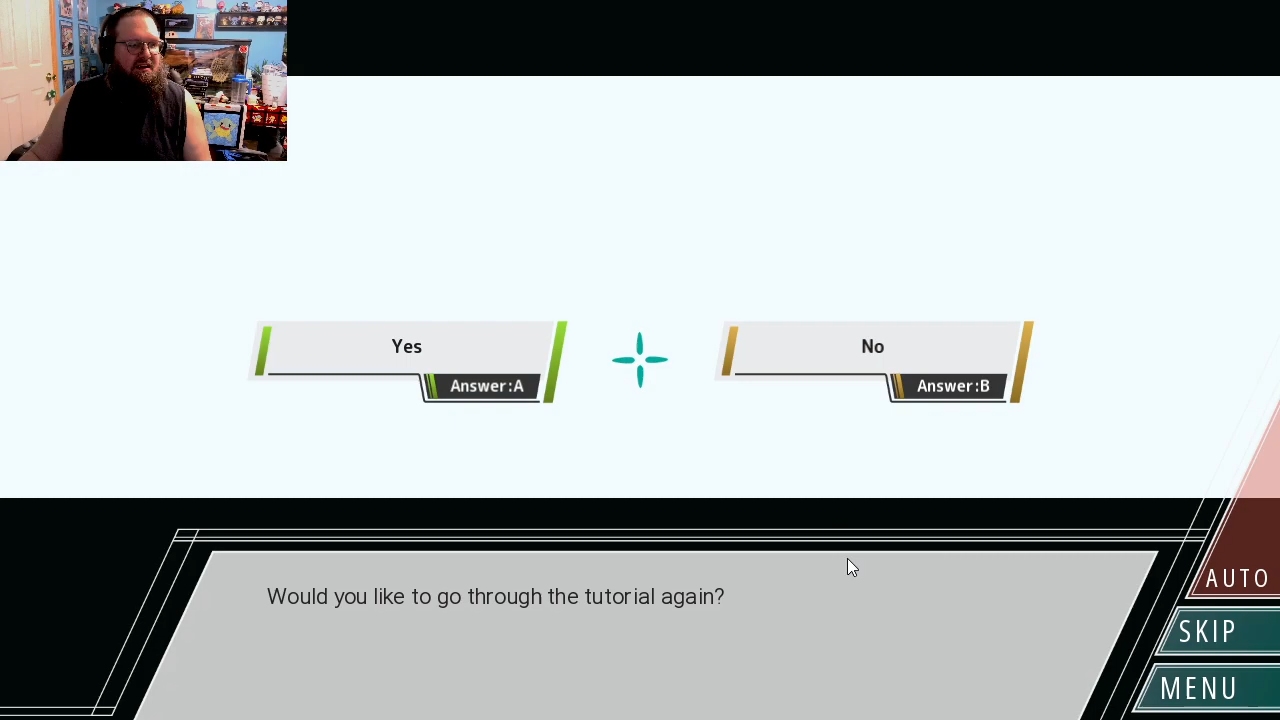 Yes
Answer:A
No
Answer:B
Would you like to go through the tutorial again?
AUTO
SKIP
MENU